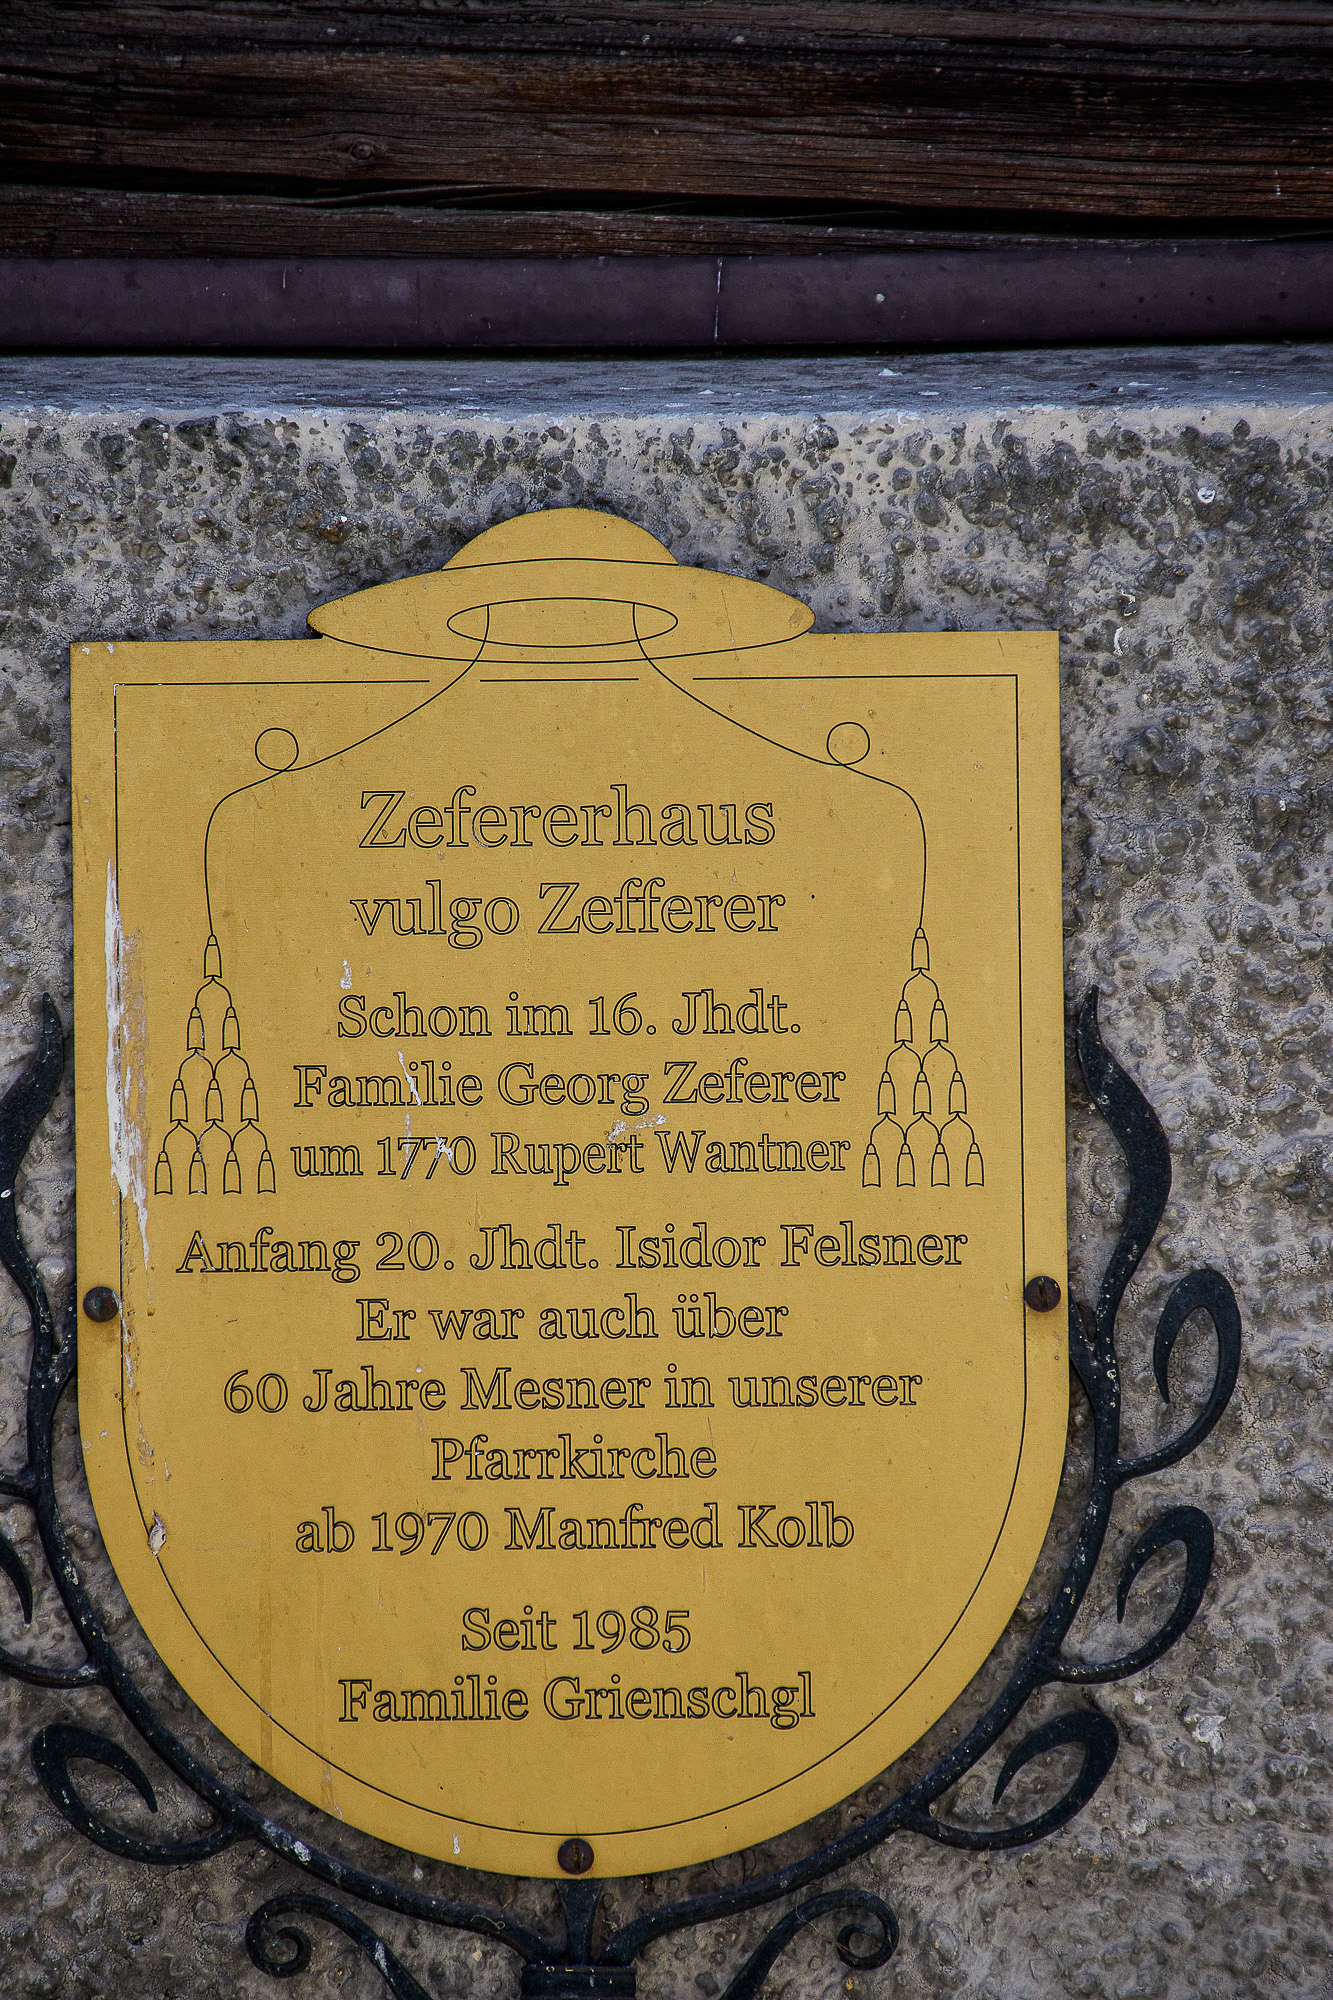 Zefererhaus
vulgo Zefferer
Schon im 16. Jhdt.
Familie Georg Zeferer
um 1770 Rupert Wantner
Anfang 20. Jhdt. Isidor Felsner
Er war auch über
60 Jahre Mesner in unserer
Pfarrkirche
ab 1970 Manfred Kolb
Seit 1985
Familie Grienschgl